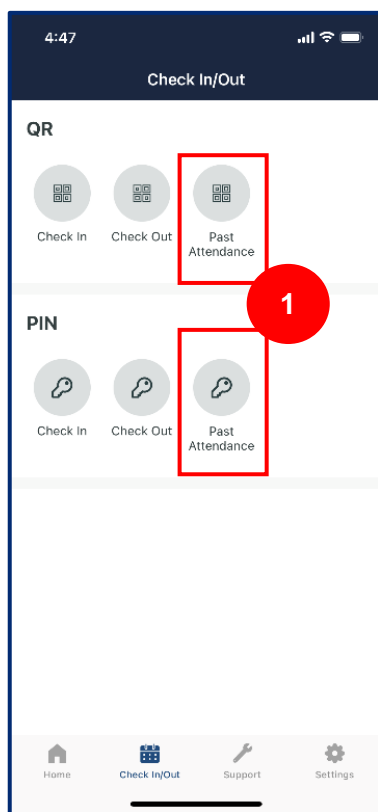 4:47
Check In/Out
QR
Check In
Check Out
Past
Attendance
1
PIN
Check In
Check Out
Past
Attendance
Home
Check In/Out
Support
Settings